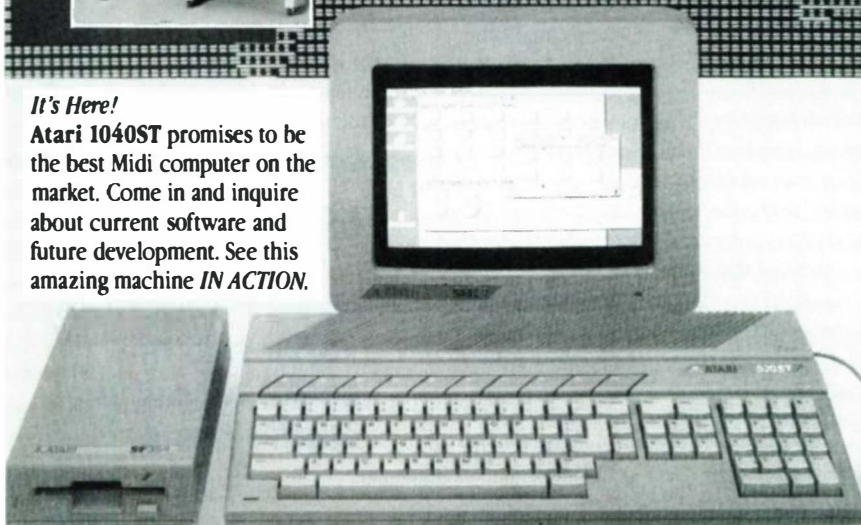 It's Here!
Atari 1040ST promises to be
the best Midi computer on the
market. Come in and inquire
about current software and
future development. See this
amazing machine IN ACTION.
ATARI 520ST
ATARI SF354